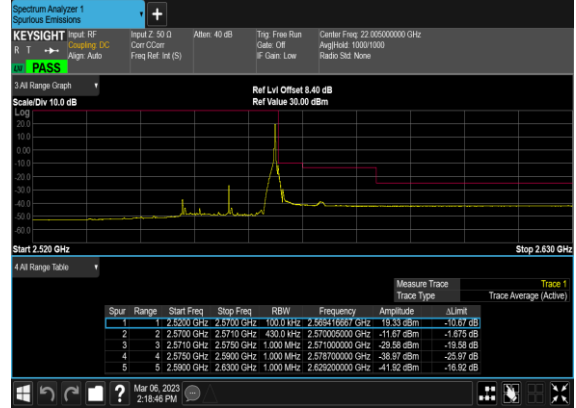 Spectrum Analyzer 1
Spurious Emissions
KEYSIGHT Input: RF Input Z: 50 Ω Atten: 40 dB Trig: Free Run Center Freq: 22.005000000 GHz
R T Coupling: DC Corr CCorr Gate: Off Avg|Hold: 1000/1000
Align: Auto Freq Ref: Int (S) IF Gain: Low Radio Std: None
PASS
3 All Range Graph Ref Lvl Offset 8.40 dB
Scale/Div 10.0 dB Ref Value 30.00 dBm
Log
20.0
10.0
0.00
-10.0
-20.0
-30.0
-40.0
-50.0
-60.0
Start 2.520 GHz Stop 2.630 GHz
4 All Range Table
Measure Trace Trace 1
Trace Type Trace Average (Active)
Spur Range Start Freq Stop Freq RBW Frequency Amplitude ΔLimit
1 1 2.5200 GHz 2.5700 GHz 100.0 kHz 2.569416667 GHz 19.33 dBm -10.67 dB
2 2 2.5700 GHz 2.5710 GHz 430.0 kHz 2.570005000 GHz -11.67 dBm -1.675 dB
3 3 2.5710 GHz 2.5750 GHz 1.000 MHz 2.571000000 GHz -29.58 dBm -19.58 dB
4 4 2.5750 GHz 2.5900 GHz 1.000 MHz 2.578700000 GHz -38.97 dBm -25.97 dB
5 5 2.5900 GHz 2.6300 GHz 1.000 MHz 2.629200000 GHz -41.92 dBm -16.92 dB
? Mar 06, 2023
2:18:46 PM